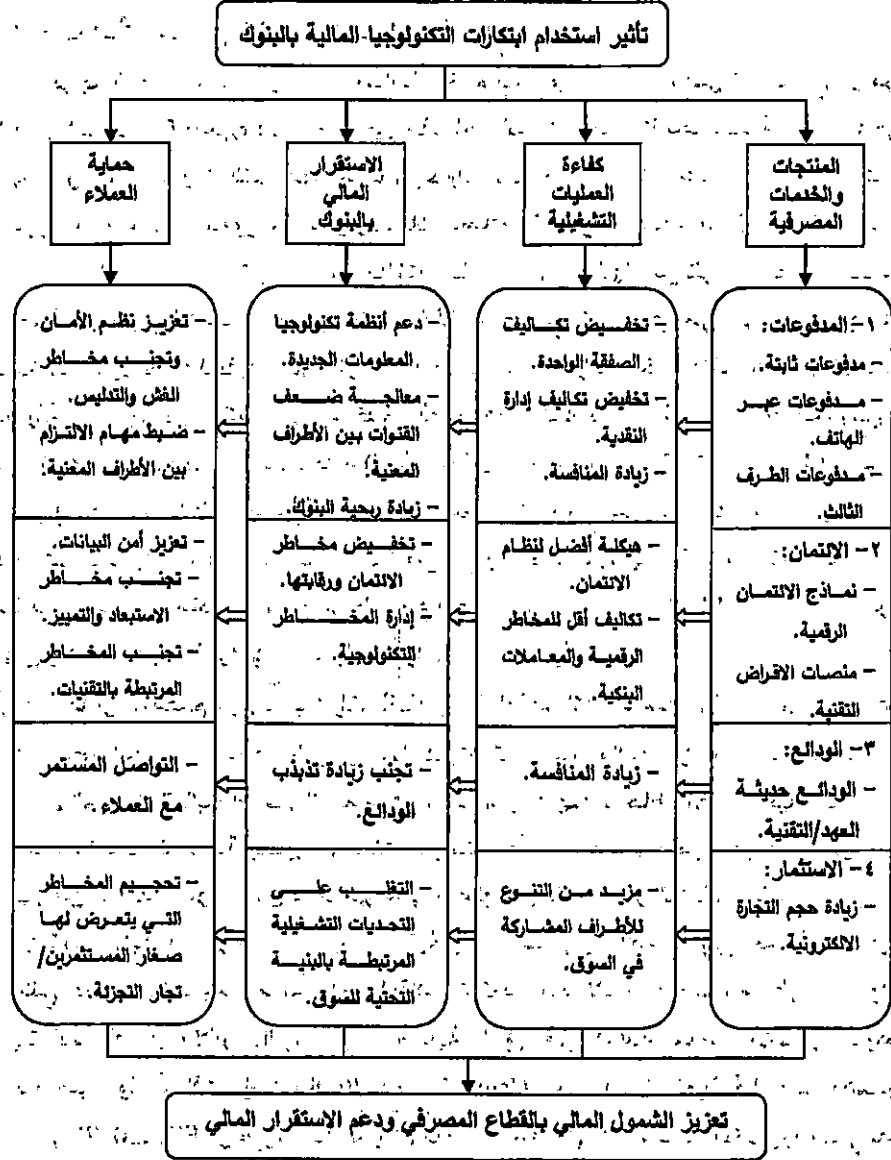 تأثير استخدام ابتكارات التكنولوجيا المالية بالبنوك
المنتجات
والخدمات
المصرفية
كفاءة
العمليات
التشغيلية
الاستقرار
المالي
بالبنوك
حماية
العملاء
١- المدفوعات:
- مدفوعات ثابتة.
- مدفوعات عبر
الهاتف.
- مدفوعات الطرف
الثالث.
- تخفيض تكاليف
الصفقة الواحدة.
- تخفيض تكاليف إدارة
النقدية.
- زيادة المنافسة.
- دعم أنظمة تكنولوجيا
المعلومات الجديدة.
- معالجة ضعف
القنوات بين الأطراف
المعنية.
- زيادة ربحية البنوك.
- تعزيز نظم الأمان
وتجنب مخاطر
الغش والتدليس.
- ضبط مهام الالتزام
بين الأطراف المعنية.
٢- الائتمان:
- نماذج الائتمان
الرقمية.
- منصات الاقراض
التقنية.
- هيكلة أفضل لنظام
الائتمان.
- تكاليف أقل للمخاطر
الرقمية والمعاملات
البنكية
- تخفيض مخاطر
الائتمان ورقابتها.
- إدارة المخاطر
التكنولوجية.
- تعزيز أمن البيانات.
- تجنب مخاطر
الاستبعاد والتمييز.
- تجنب المخاطر
المرتبطة بالتقنيات.
٣- الودائع:
- الودائع حديثة
العهد/التقنية.
- زيادة المنافسة.
- تجنب زيادة تذبذب
الودائع.
- التواصل المستمر
مع العملاء.
٤- الاستثمار:
- زيادة حجم التجارة
الالكترونية.
- مزيد من التنوع
للأطراف المشاركة
في السوق.
- التغلب على
التحديات التشغيلية
المرتبطة بالبنية
التحتية للسوق.
- تحجيم المخاطر
التي يتعرض لها
صغار المستثمرين/
تجار التجزئة.
تعزيز الشمول المالي بالقطاع المصرفي ودعم الاستقرار المالي